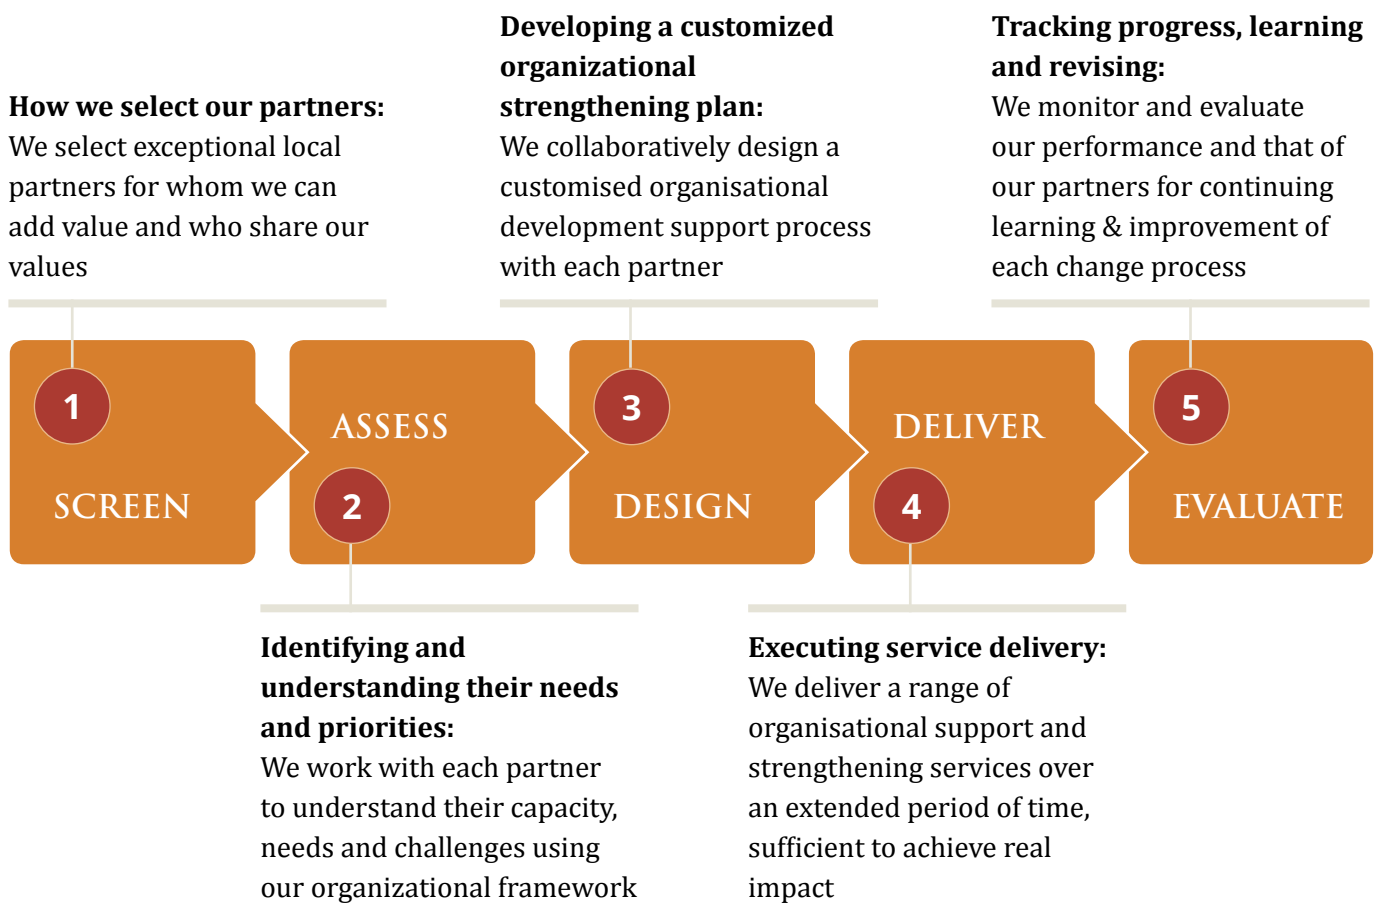 How we select our partners:
We select exceptional local
partners for whom we can
add value and who share our
values
Developing a customized
organizational
strengthening plan:
We collaboratively design a
customised organisational
development support process
with each partner
Tracking progress, learning
and revising:
We monitor and evaluate
our performance and that of
our partners for continuing
learning & improvement of
each change process
1
SCREEN
ASSESS
2
3
DESIGN
DELIVER
4
5
EVALUATE
Identifying and
understanding their needs
and priorities:
We work with each partner
to understand their capacity,
needs and challenges using
our organizational framework
Executing service delivery:
We deliver a range of
organisational support and
strengthening services over
an extended period of time,
sufficient to achieve real
impact